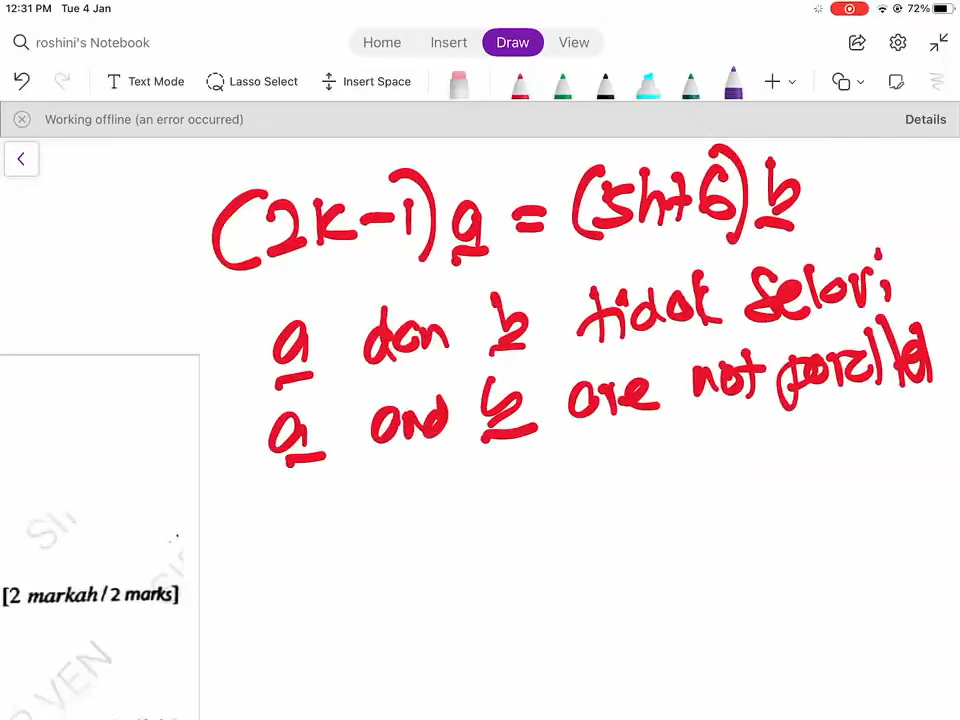 12:31 PM Tue 4 Jan 72%
roshini's Notebook Home Insert Draw View
Text Mode Lasso Select Insert Space
Working offline (an error occurred) Details
(2k-1) a = (5h+6) b
a dan b tidak selari
a and b are not parallel
[2 markah / 2 marks]
VEN